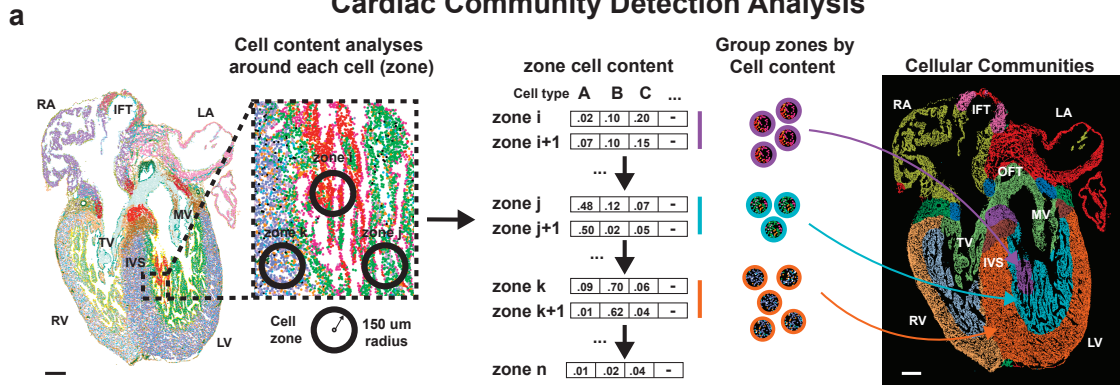 Cardiac Community Detection Analysis
a
Cell content analyses
around each cell (zone)
zone cell content
Group zones by
Cell content
Cellular Communities
RA
IFT
LA
MV
TV
IVS
RV
LV
zone i
zone k
zone j
Cell
zone
150 um
radius
Cell type A B C ...
zone i .02 .10 .20 -
zone i+1 .07 .10 .15 -
...
zone j .48 .12 .07 -
zone j+1 .50 .02 .05 -
...
zone k .09 .70 .06 -
zone k+1 .01 .62 .04 -
...
zone n .01 .02 .04 -
RA
IFT
LA
OFT
MV
TV
IVS
RV
LV